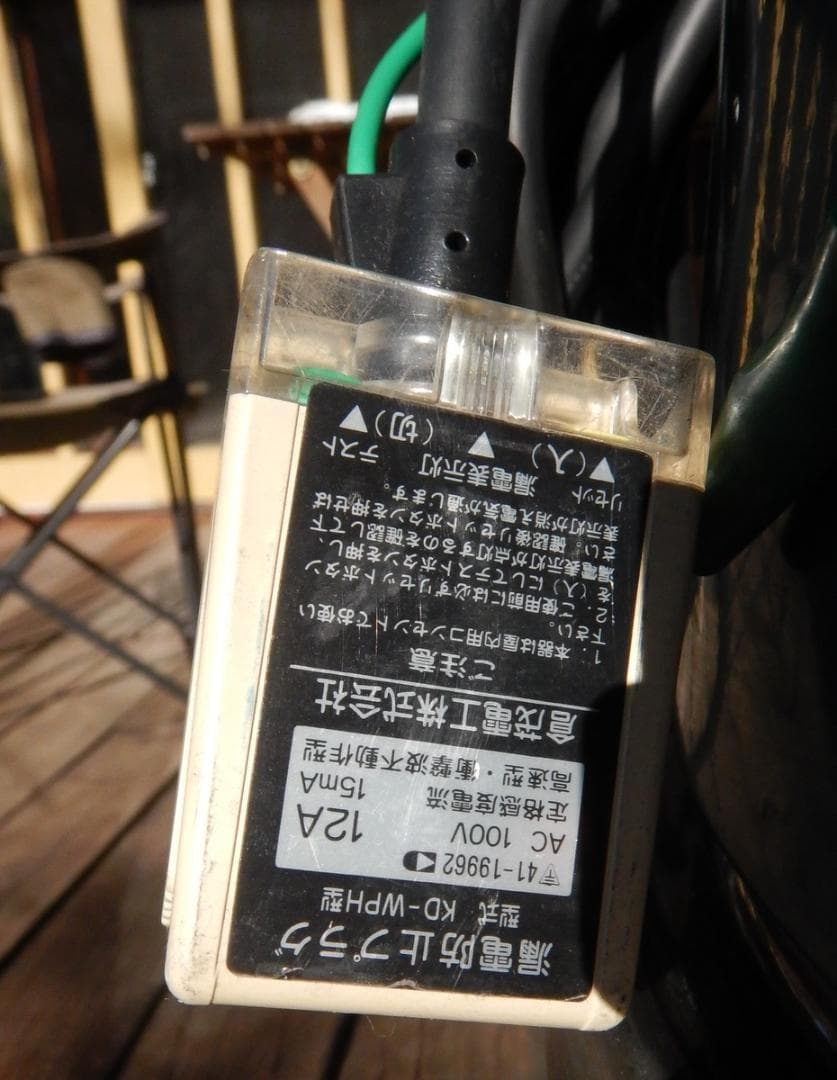 漏電防止プラグ
型式 KD-WPH型
〒41-19962
AC 100V 12A
定格感度電流 15mA
高速型・衝撃波不動作型
倉茂電工株式会社
ご注意
1．本器は屋内用コンセントでお使い
下さい。
2．ご使用前には必ずリセットボタン
を（入）にしてテストボタンを押し、
漏電表示灯が点灯するのを確認して下
さい。確認後リセットボタンを押せば
表示灯が消え電気が通じます。
リセット 漏電表示灯 テスト
▲（入） ▲ （切）▲